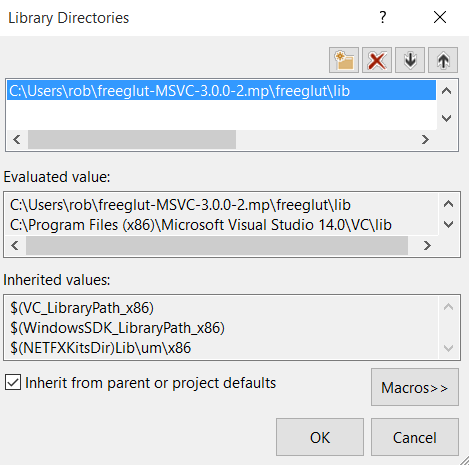 Library Directories
?
C:\Users\rob\freeglut-MSVC-3.0.0-2.mp\freeglut\lib
Evaluated value:
C:\Users\rob\freeglut-MSVC-3.0.0-2.mp\freeglut\lib
C:\Program Files (x86)\Microsoft Visual Studio 14.0\VC\lib
Inherited values:
$(VC_LibraryPath_x86)
$(WindowsSDK_LibraryPath_x86)
$(NETFXKitsDir)Lib\um\x86
Inherit from parent or project defaults
Macros>>
OK
Cancel